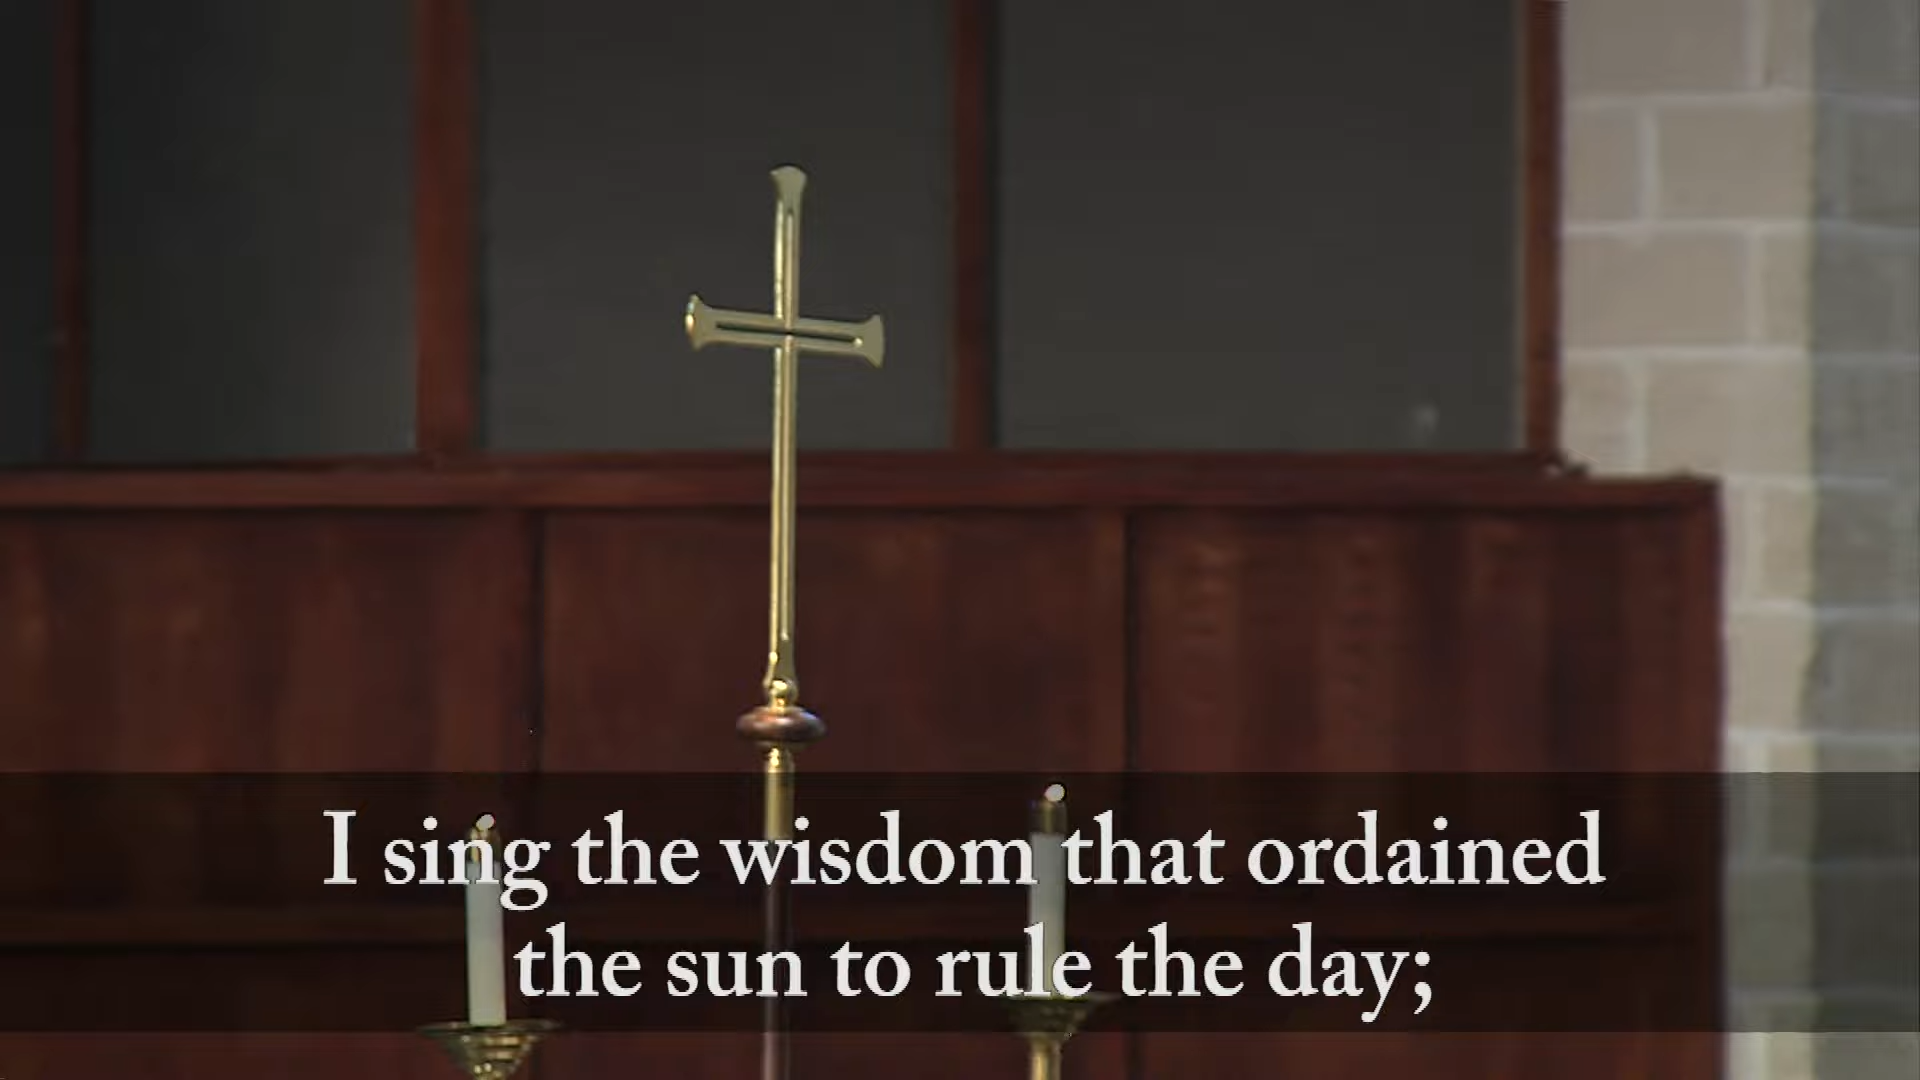 I sing the wisdom that ordained
the sun to rule the day;